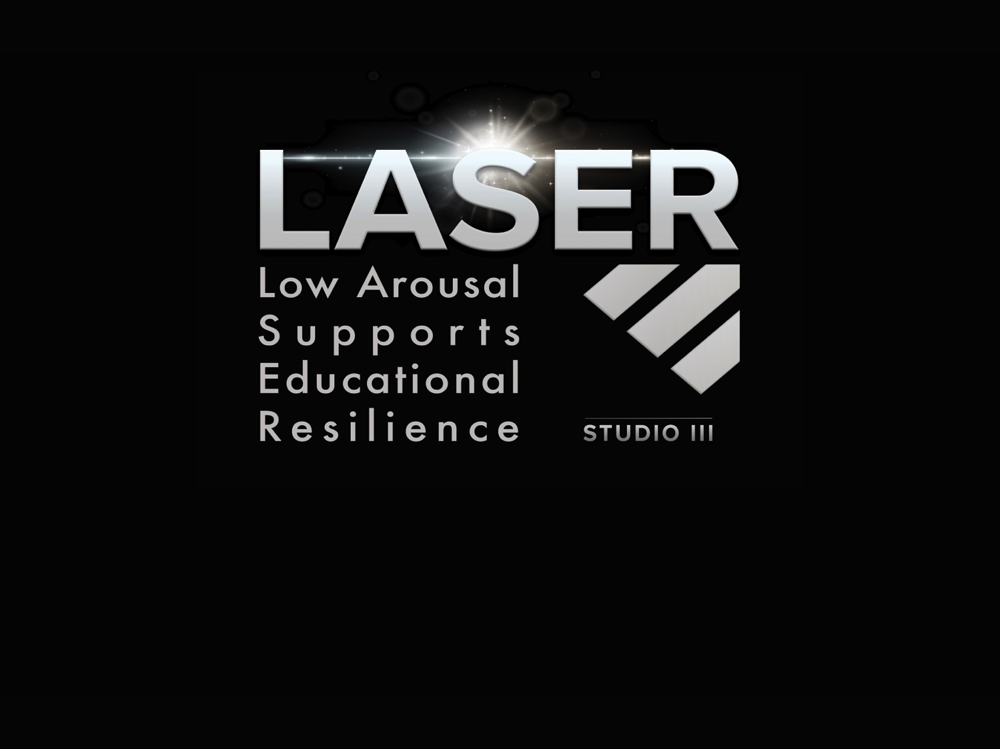 LASER
Low Arousal
Supports
Educational
Resilience
STUDIO III